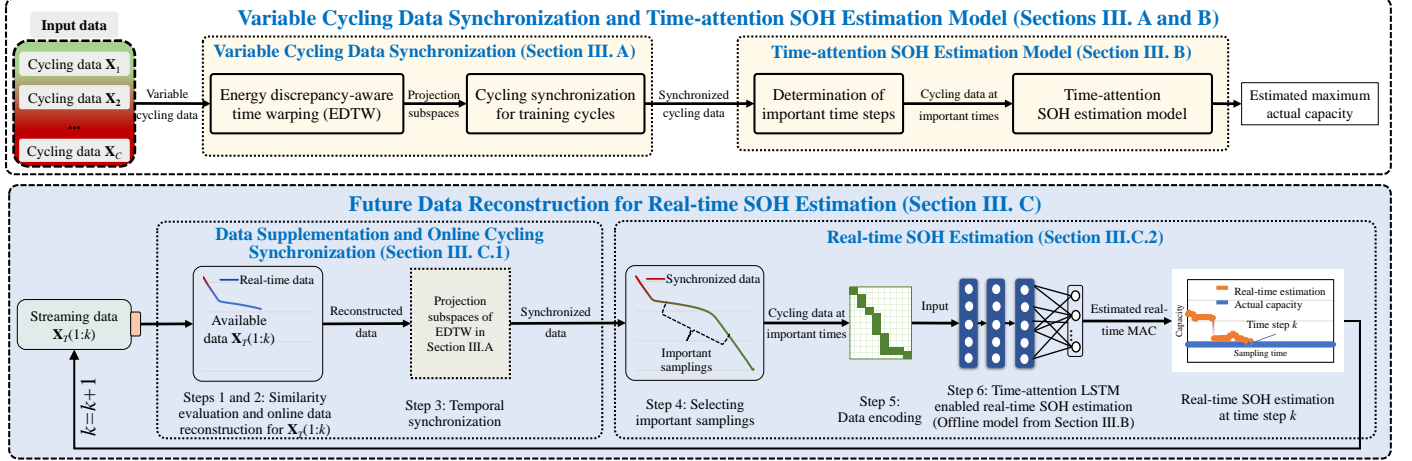 Variable Cycling Data Synchronization and Time-attention SOH Estimation Model (Sections III. A and B)
Input data
Cycling data X1
Cycling data X2
...
Cycling data XC
Variable
cycling data
Variable Cycling Data Synchronization (Section III. A)
Energy discrepancy-aware
time warping (EDTW)
Projection
subspaces
Cycling synchronization
for training cycles
Synchronized
cycling data
Time-attention SOH Estimation Model (Section III. B)
Determination of
important time steps
Cycling data at
important times
Time-attention
SOH estimation model
Estimated maximum
actual capacity
Future Data Reconstruction for Real-time SOH Estimation (Section III. C)
Data Supplementation and Online Cycling
Synchronization (Section III. C.1)
Streaming data
XT(1:k)
Real-time data
Available
data XT(1:k)
Steps 1 and 2: Similarity
evaluation and online data
reconstruction for XT(1:k)
Reconstructed
data
Projection
subspaces of
EDTW in
Section III.A
Step 3: Temporal
synchronization
Synchronized
data
Real-time SOH Estimation (Section III.C.2)
Synchronized data
Important
samplings
Step 4: Selecting
important samplings
Cycling data at
important times
Step 5:
Data encoding
Input
Step 6: Time-attention LSTM
enabled real-time SOH estimation
(Offline model from Section III.B)
Estimated real-
time MAC
Real-time estimation
Actual capacity
Time step k
Capacity
Sampling time
Real-time SOH estimation
at time step k
k=k+1